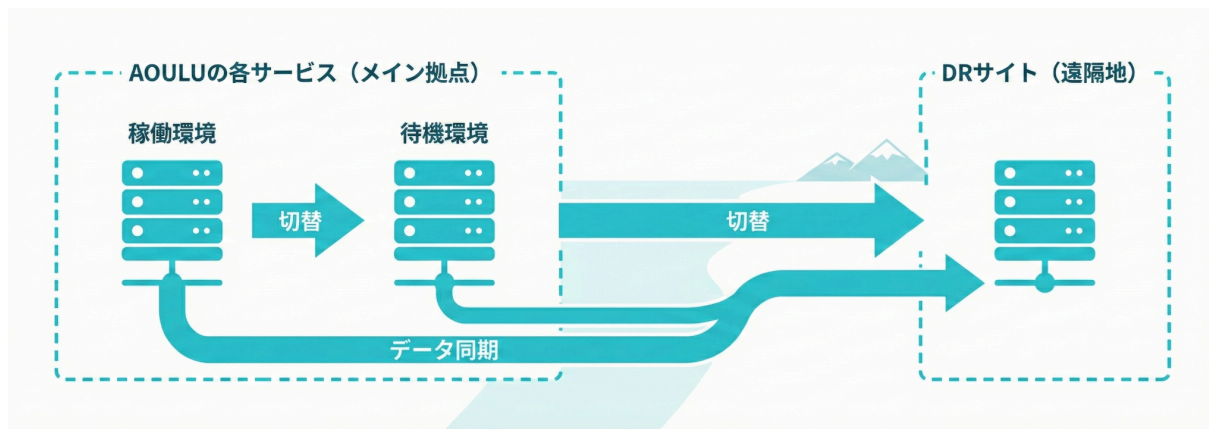 AOULUの各サービス（メイン拠点）
DRサイト（遠隔地）
稼働環境
待機環境
切替
切替
データ同期